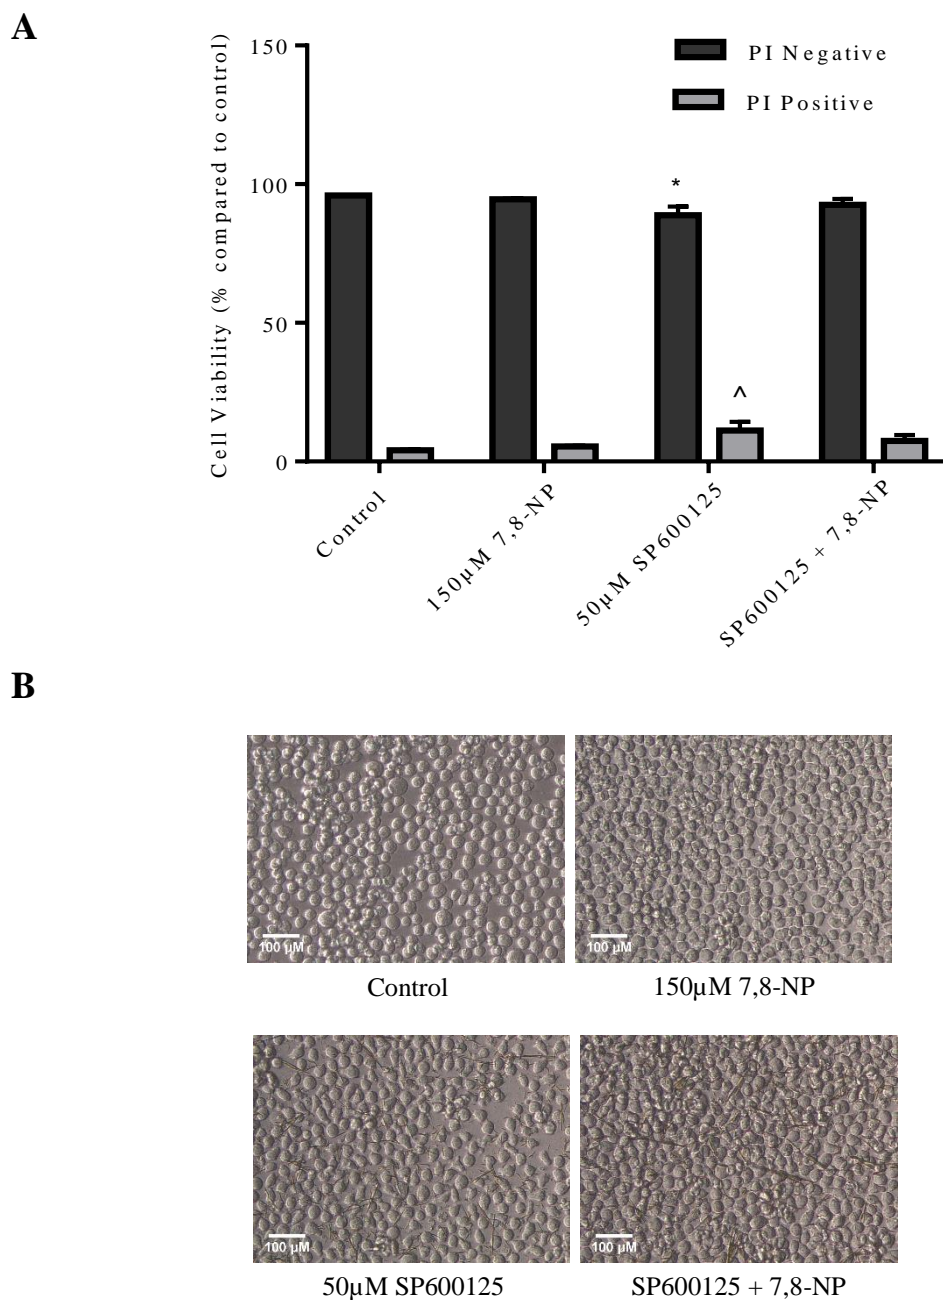 A
Cell Viability (% compared to control)
150
100
50
0
PI Negative
PI Positive
*
^
Control
150µM 7,8-NP
50µM SP600125
SP600125 + 7,8-NP
B
100 µM
100 µM
Control
150µM 7,8-NP
100 µM
100 µM
50µM SP600125
SP600125 + 7,8-NP